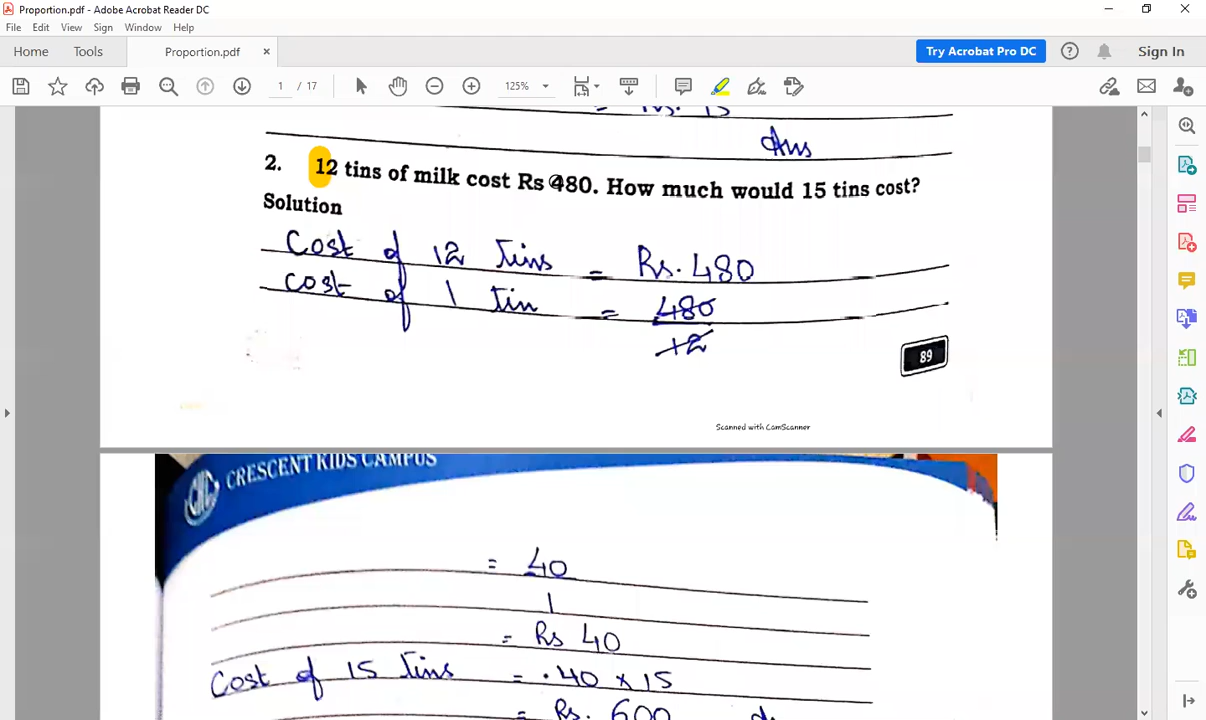 Proportion.pdf - Adobe Acrobat Reader DC
File Edit View Sign Window Help
Home Tools Proportion.pdf × Try Acrobat Pro DC Sign In
1 / 17 125%
= Rs. 15
Ans
2. 12 tins of milk cost Rs 480. How much would 15 tins cost?
Solution
Cost of 12 Tins = Rs. 480
cost of 1 Tin = 480
12
89
Scanned with CamScanner
CKC CRESCENT KIDS CAMPUS
= 40
1
= Rs 40
Cost of 15 Tins = . 40 × 15
= Rs. 600